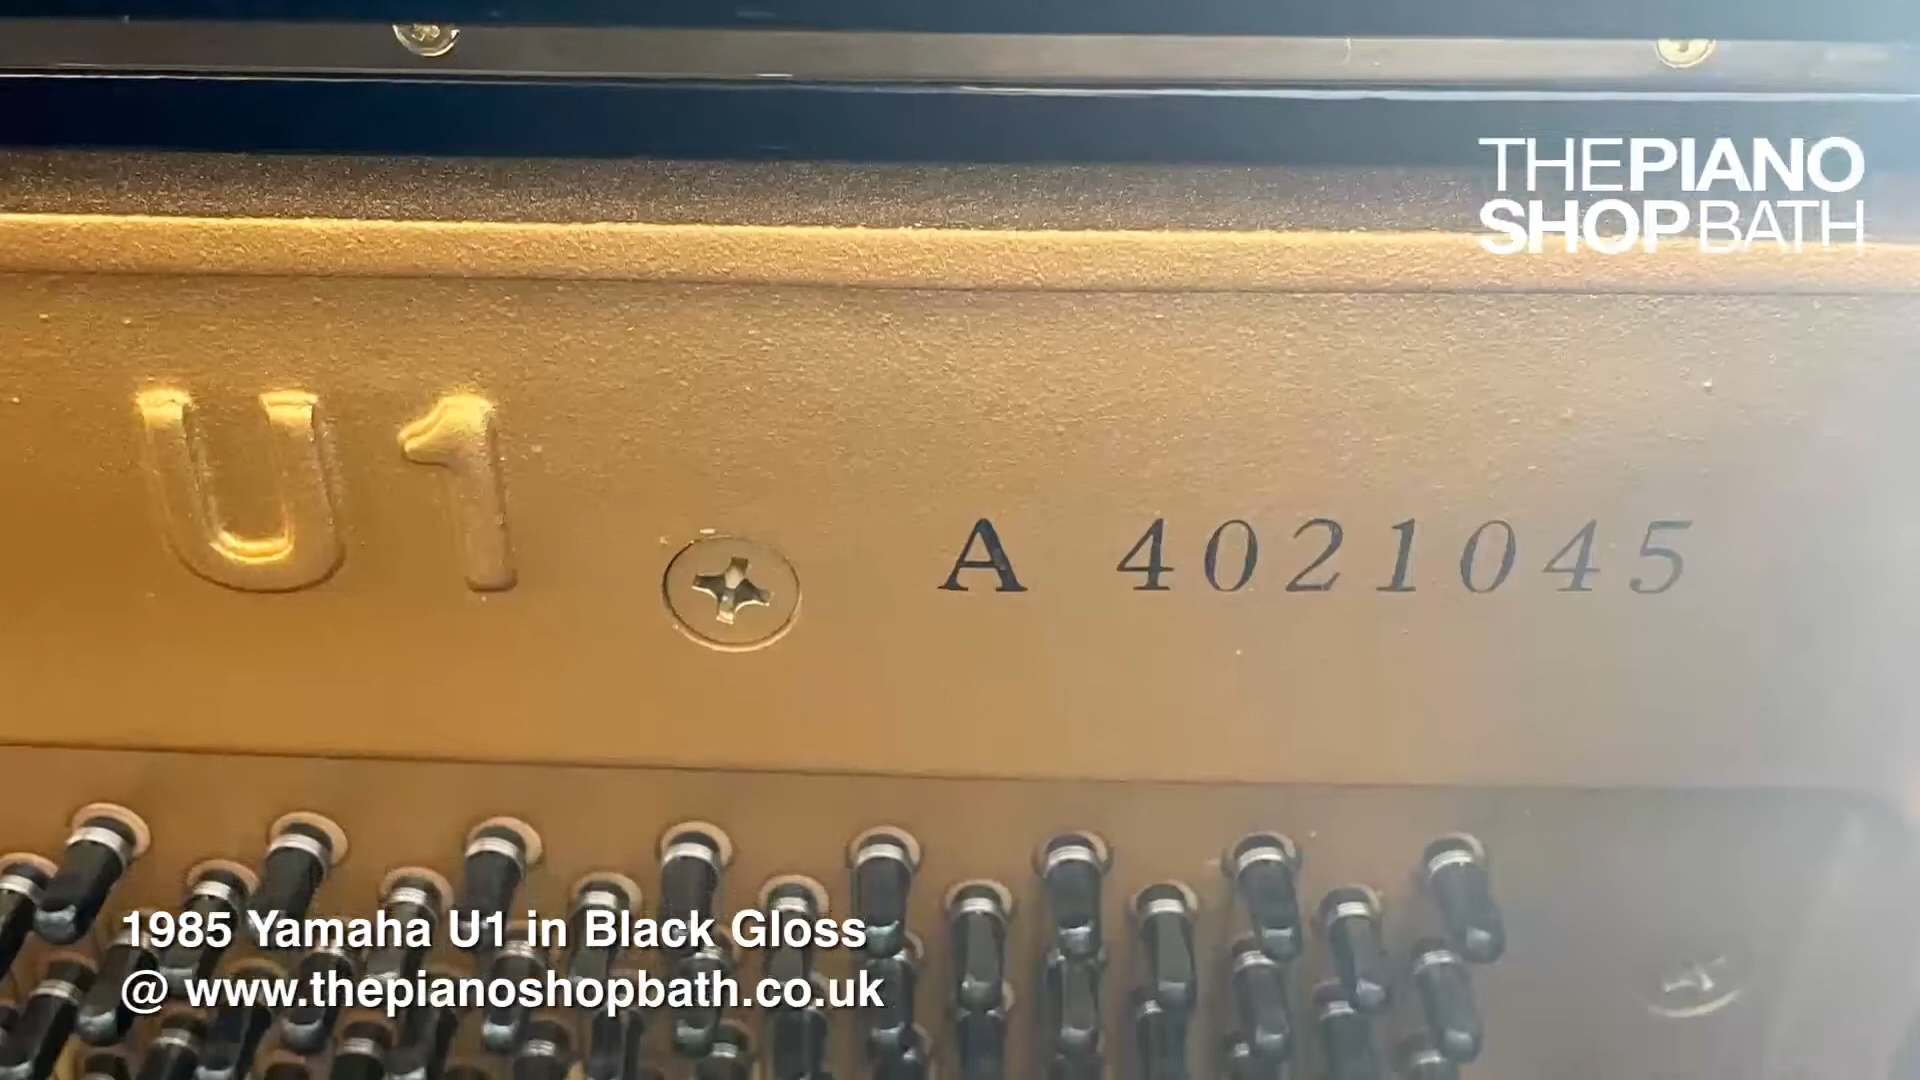 THEPIANO
SHOPBATH
U1
A 4021045
1985 Yamaha U1 in Black Gloss
@ www.thepianoshopbath.co.uk